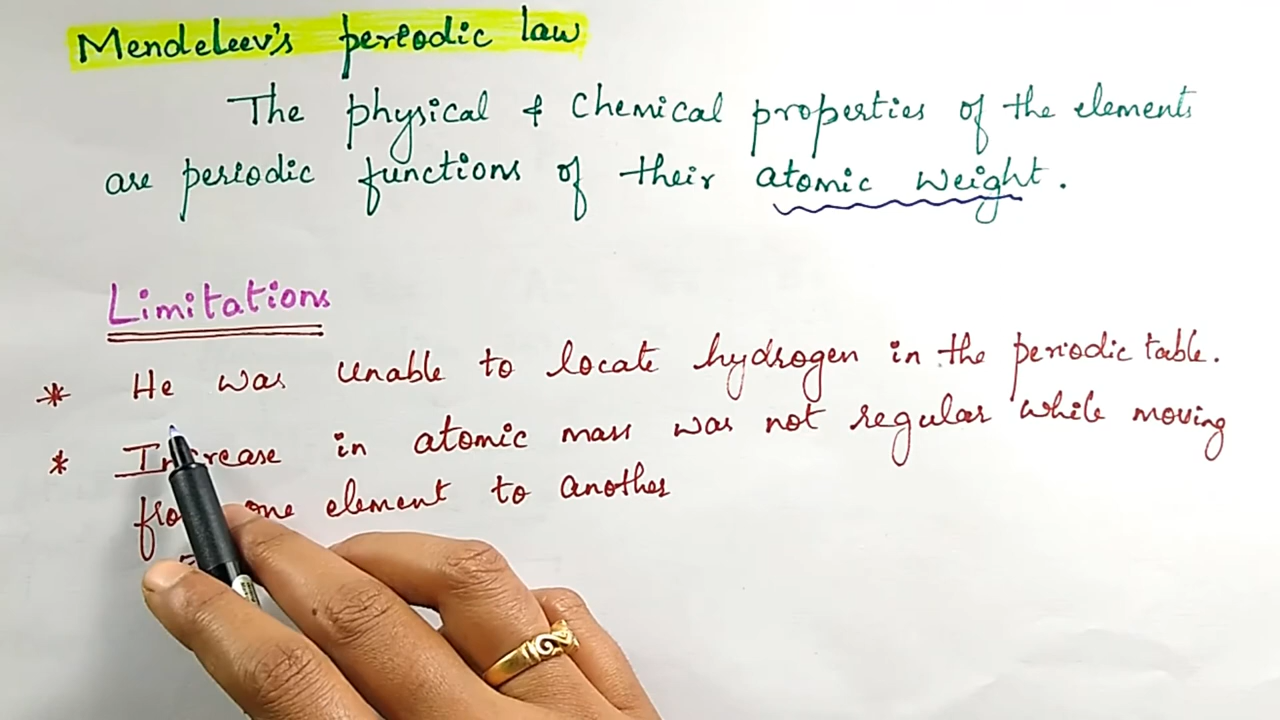 Mendeleev's periodic law
The physical & Chemical properties of the elements
are periodic functions of their atomic weight.
Limitations
* He was unable to locate hydrogen in the periodic table.
* Increase in atomic mass was not regular while moving
from one element to another